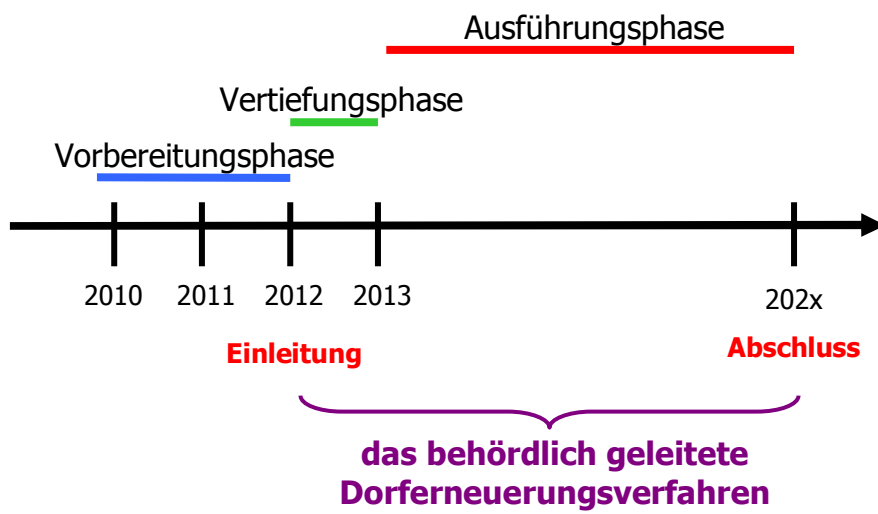 Ausführungsphase
Vertiefungsphase
Vorbereitungsphase
2010 2011 2012 2013 202x
Einleitung Abschluss
das behördlich geleitete
Dorferneuerungsverfahren